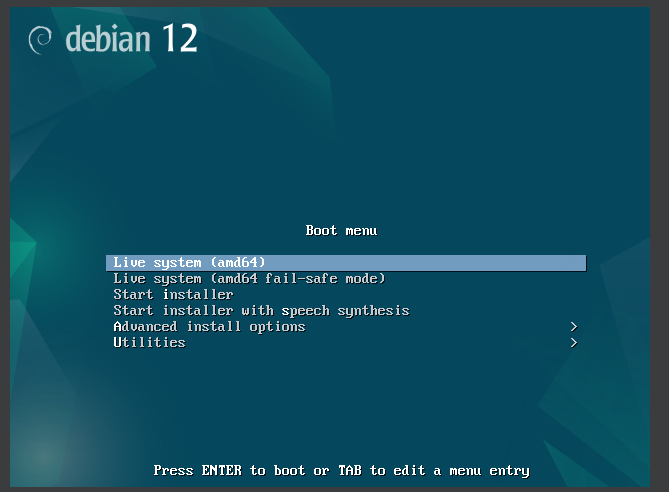 debian 12
Boot menu
Live system (amd64)
Live system (amd64 fail-safe mode)
Start installer
Start installer with speech synthesis
Advanced install options >
Utilities >
Press ENTER to boot or TAB to edit a menu entry